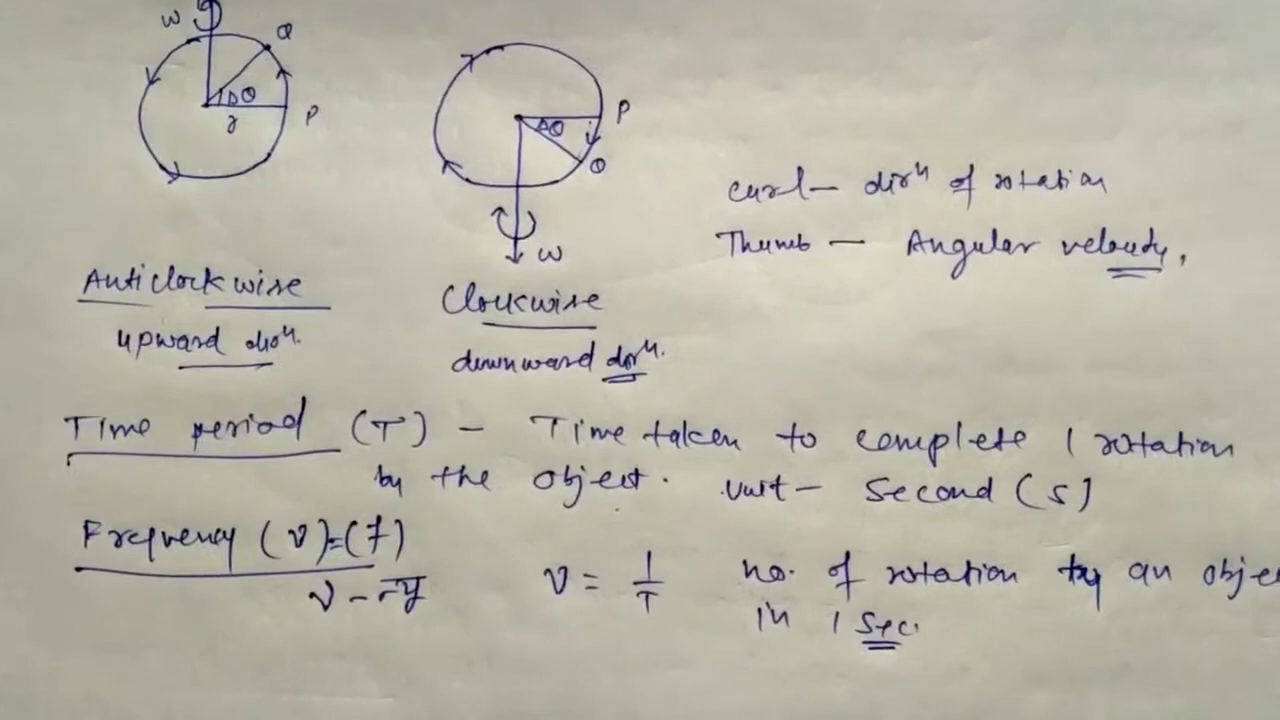 ω Q
Δθ
r P
P
Δθ
Q
ω
curl - dirⁿ of rotation
Thumb - Angular velocity,
Anticlockwise
upward dirⁿ.
Clockwise
downward dirⁿ.
Time period (T) - Time taken to complete 1 rotation
by the object. Unit - Second (s)
Frequency (ν)=(f)
ν = 1/T no. of rotation by an obje
in 1 sec.